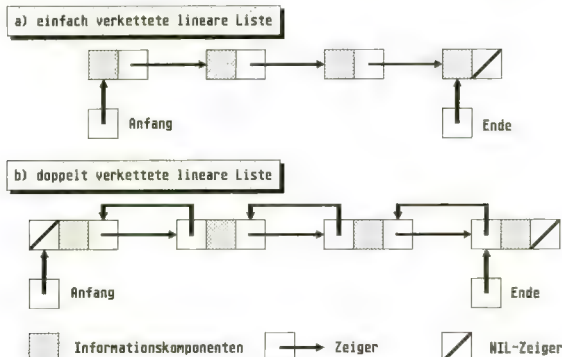 a) einfach verkettete lineare Liste
Anfang
Ende
b) doppelt verkettete lineare Liste
Anfang
Ende
Informationskomponenten
Zeiger
NIL-Zeiger